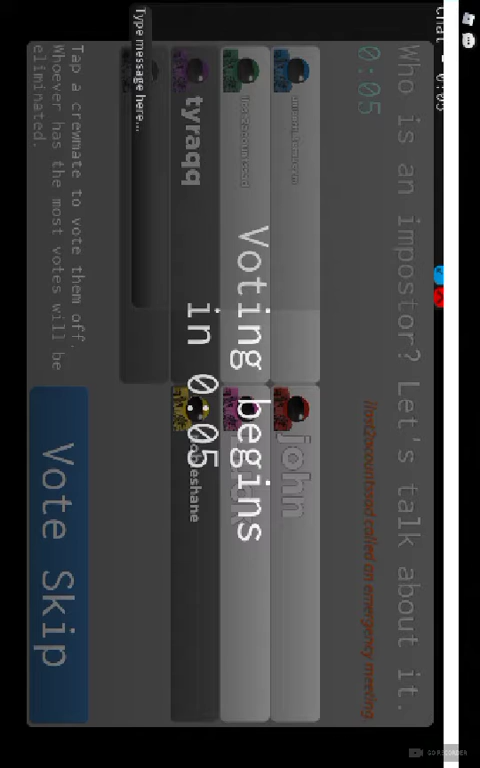 Chat - 0:05
Type message here...
Who is an impostor? Let's talk about it.
0:05
called an emergency meeting
john
tyraqq
Voting begins
in 0:05
Tap a crewmate to vote them off.
Whoever has the most votes will be
eliminated.
Vote Skip